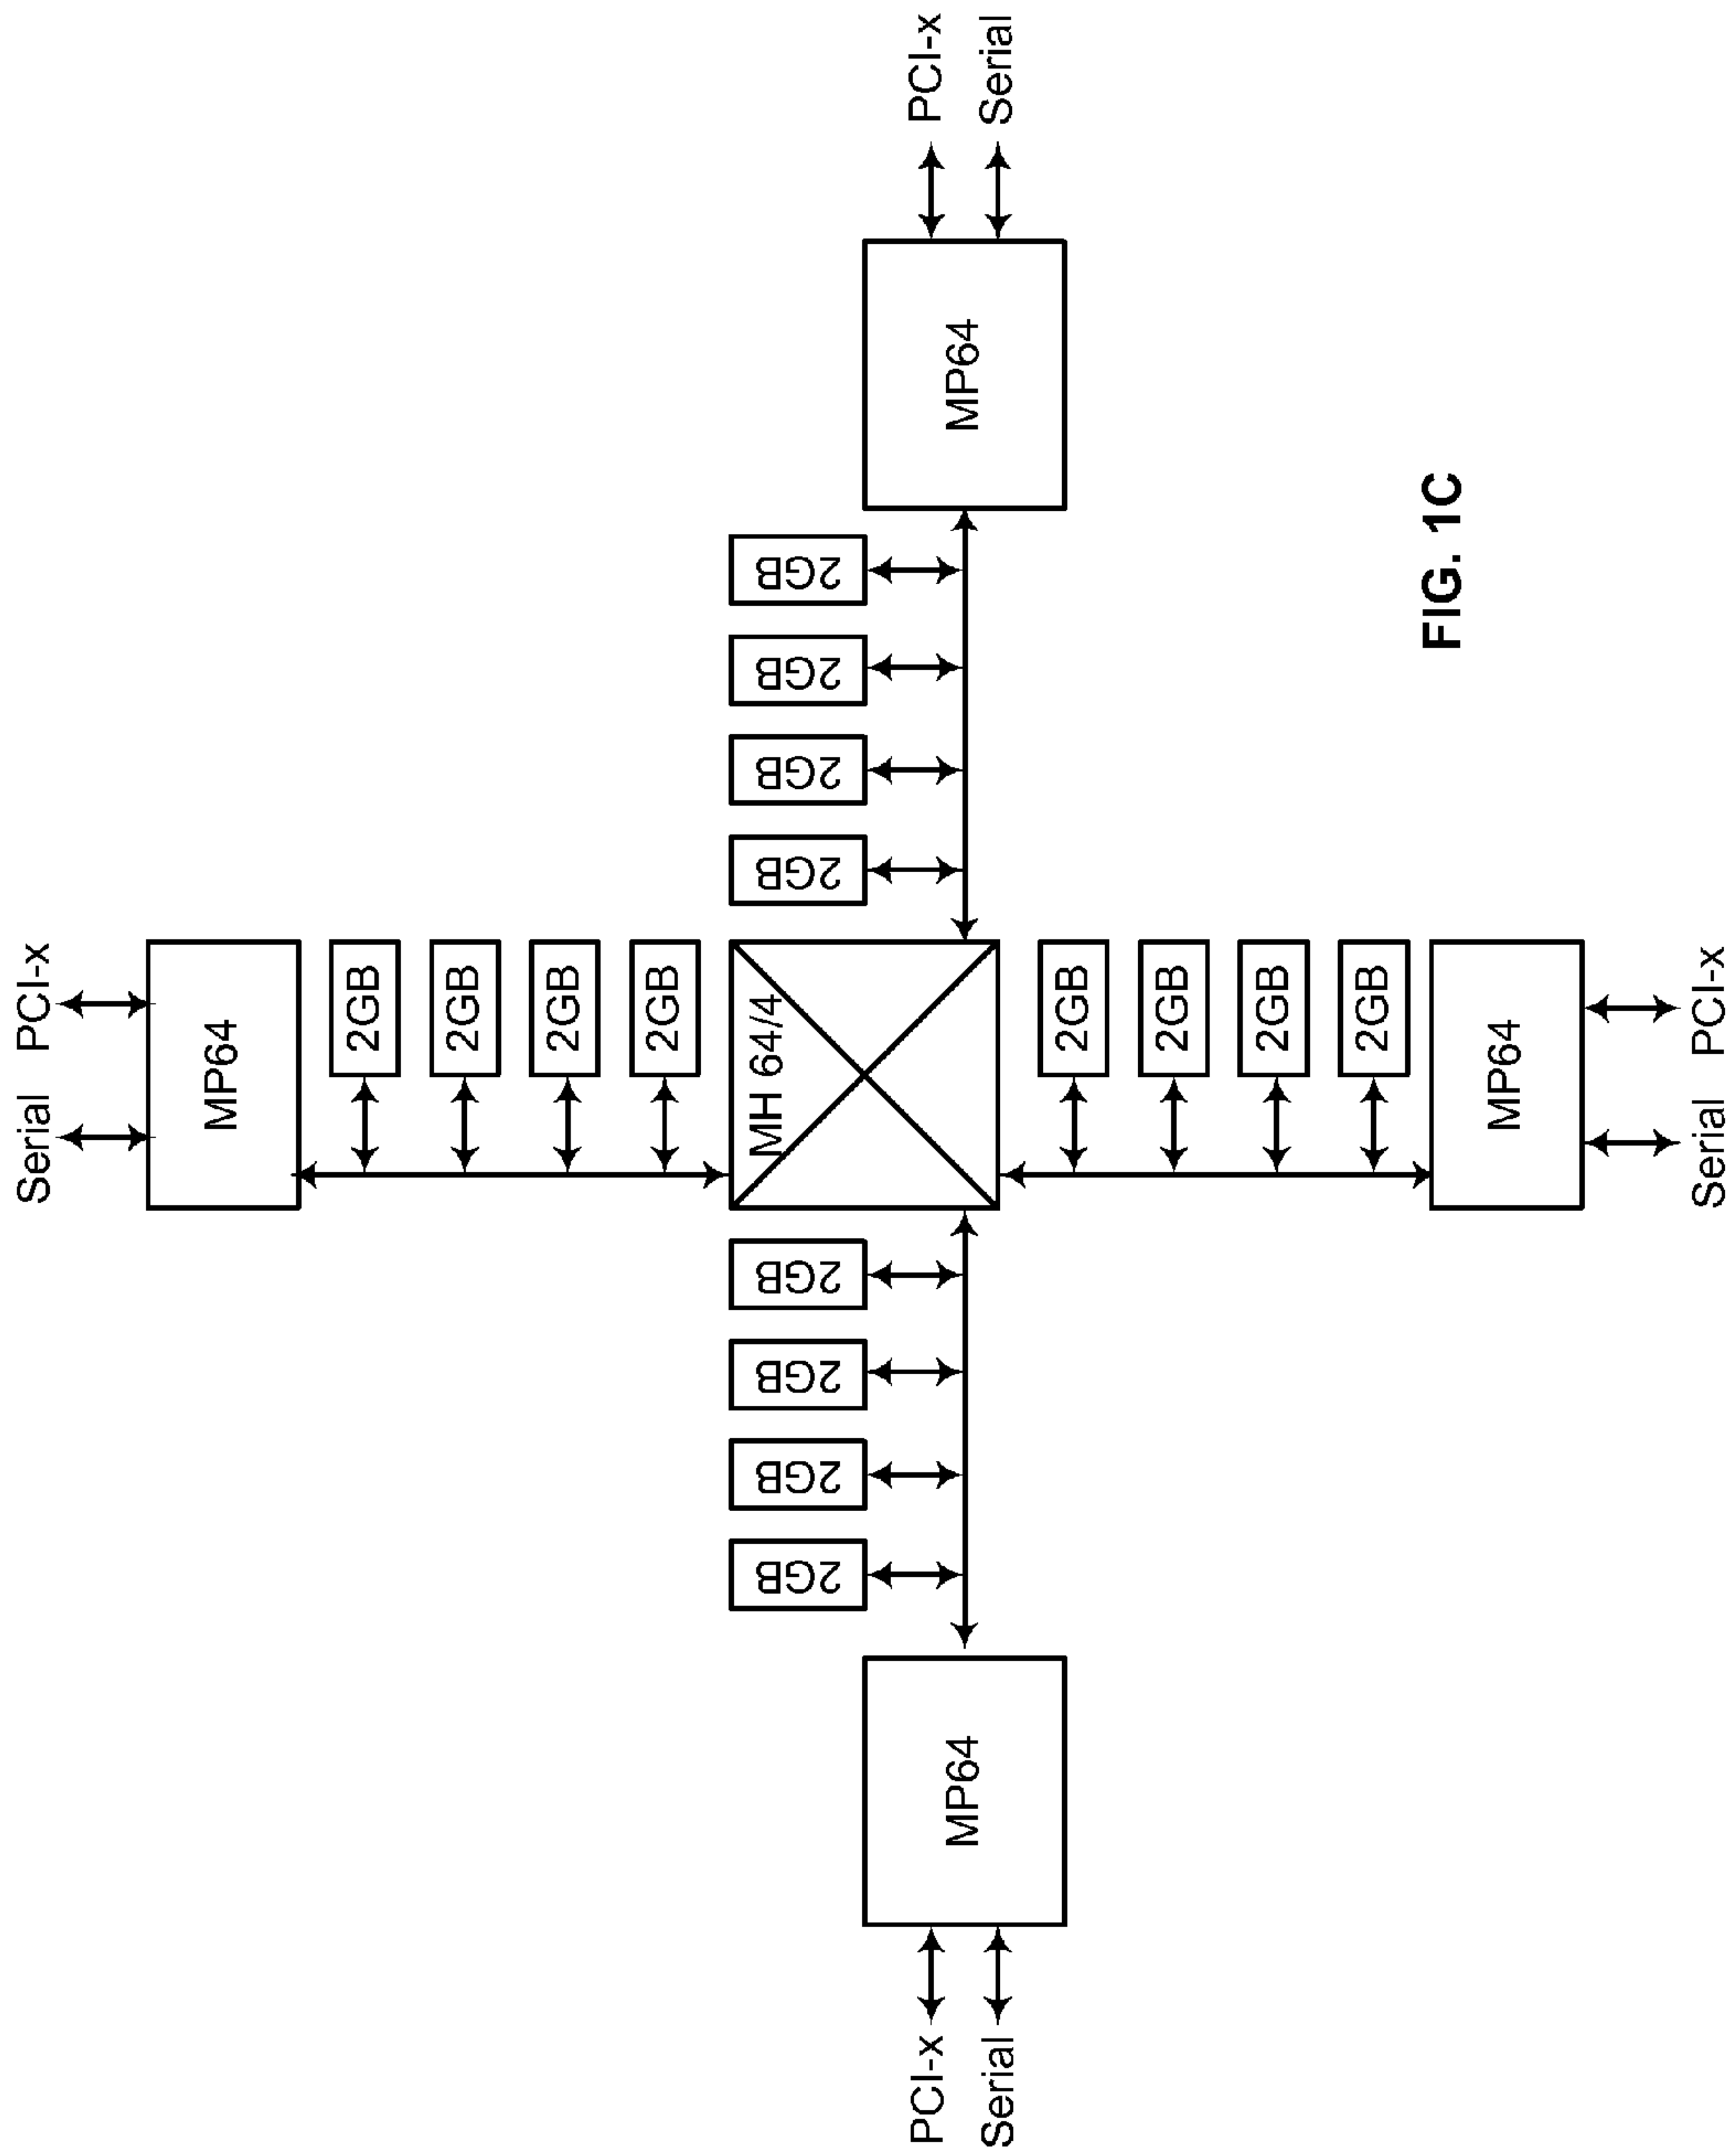 Serial PCI-x
MP64
2GB
2GB
2GB
2GB
2GB 2GB 2GB 2GB MH 64/4 2GB 2GB 2GB 2GB
PCI-x MP64 MP64 PCI-x
Serial Serial
2GB
2GB
2GB
2GB
FIG. 1C
MP64
Serial PCI-x